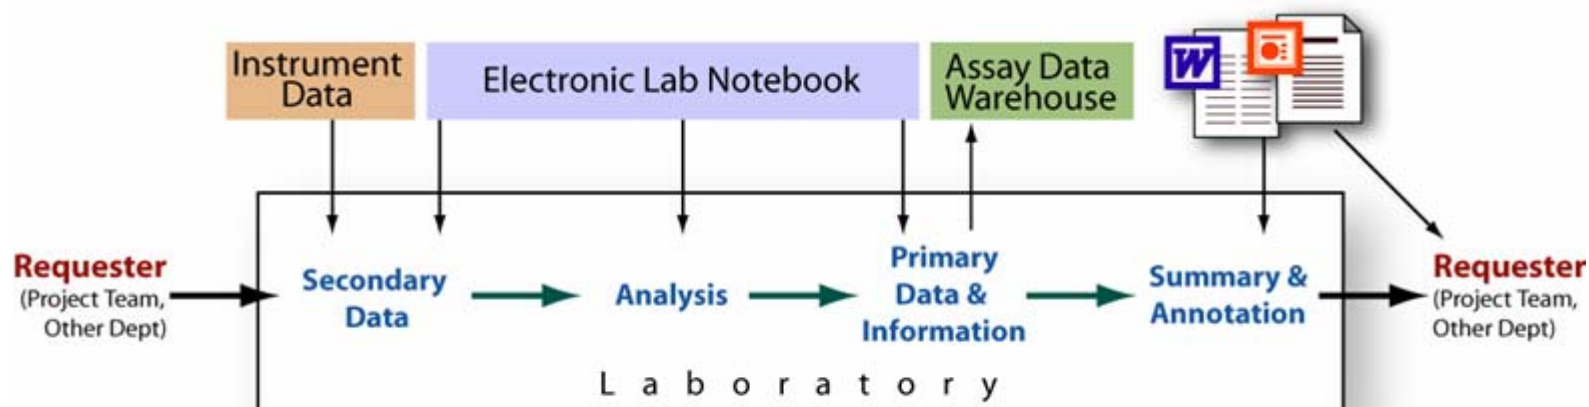 Instrument
Data
Electronic Lab Notebook
Assay Data
Warehouse
W
Requester
(Project Team,
Other Dept)
Secondary
Data
Analysis
Primary
Data &
Information
Summary &
Annotation
Requester
(Project Team,
Other Dept)
Laboratory